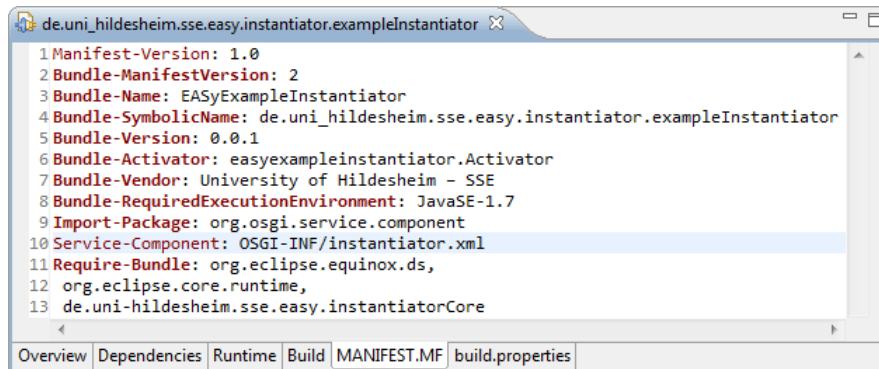 de.uni_hildesheim.sse.easy.instantiator.exampleInstantiator
1 Manifest-Version: 1.0
2 Bundle-ManifestVersion: 2
3 Bundle-Name: EASyExampleInstantiator
4 Bundle-SymbolicName: de.uni_hildesheim.sse.easy.instantiator.exampleInstantiator
5 Bundle-Version: 0.0.1
6 Bundle-Activator: easyexampleinstantiator.Activator
7 Bundle-Vendor: University of Hildesheim – SSE
8 Bundle-RequiredExecutionEnvironment: JavaSE-1.7
9 Import-Package: org.osgi.service.component
10 Service-Component: OSGI-INF/instantiator.xml
11 Require-Bundle: org.eclipse.equinox.ds,
12 org.eclipse.core.runtime,
13 de.uni-hildesheim.sse.easy.instantiatorCore
Overview Dependencies Runtime Build MANIFEST.MF build.properties